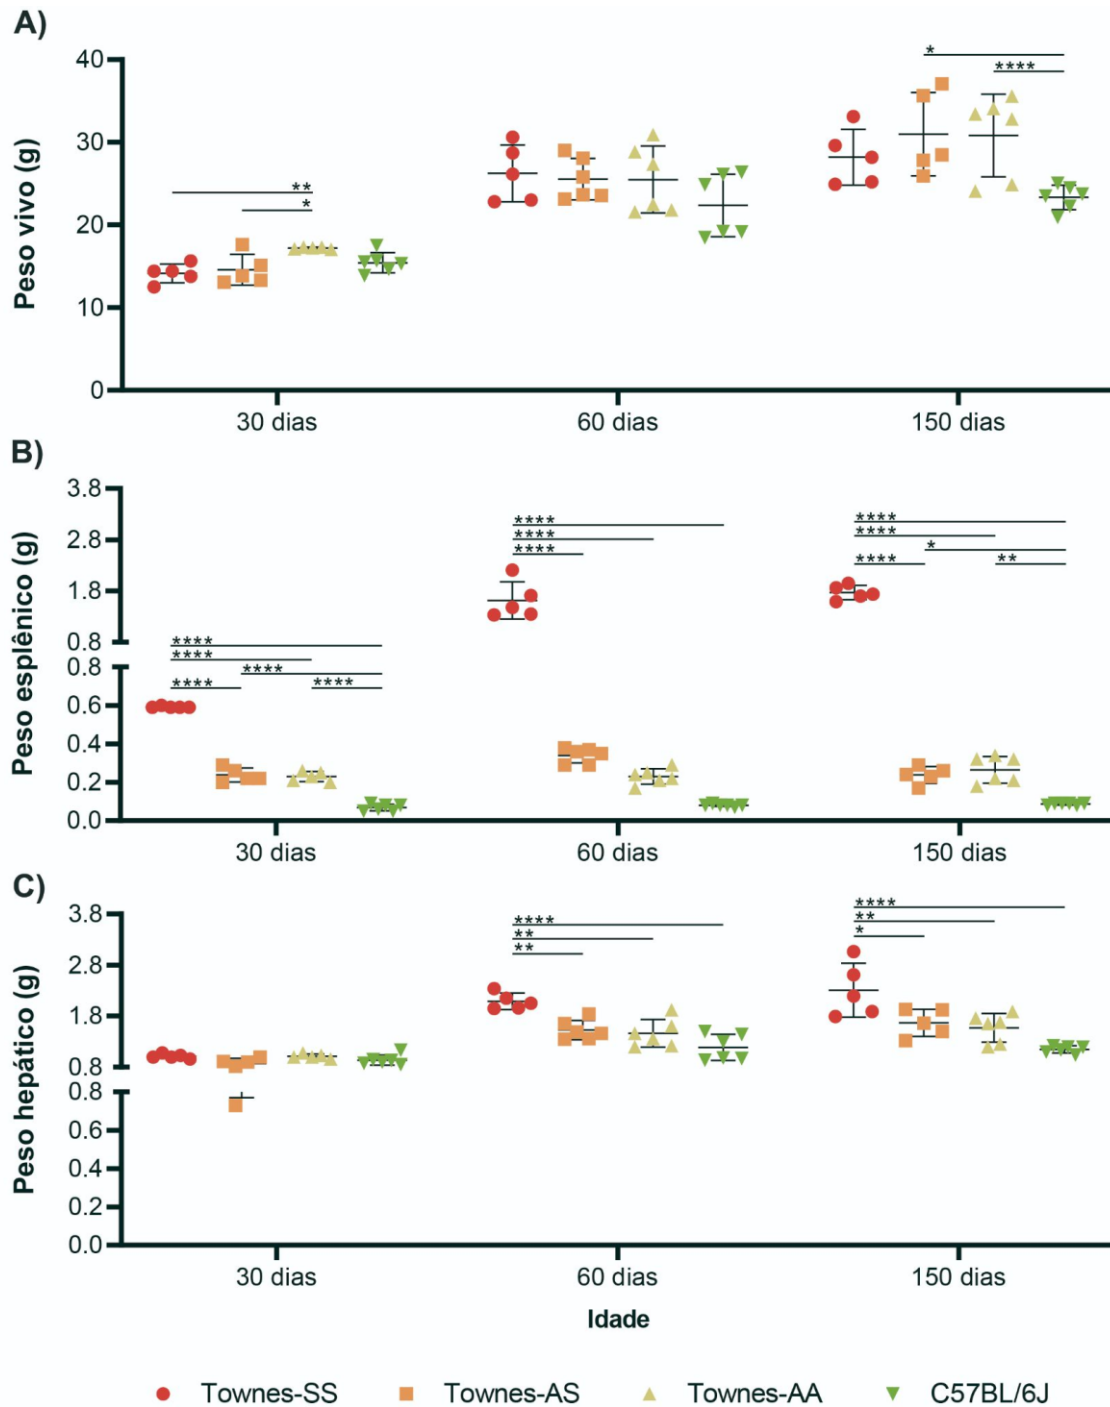 A)
Peso vivo (g)
40
30
20
10
0
**
*
*
****
30 dias
60 dias
150 dias
B)
Peso esplênico (g)
3.8
2.8
1.8
0.8
0.8
0.6
0.4
0.2
0.0
****
****
****
****
****
****
****
****
****
****
*
****
**
30 dias
60 dias
150 dias
C)
Peso hepático (g)
3.8
2.8
1.8
0.8
0.8
0.6
0.4
0.2
0.0
****
**
**
****
**
*
30 dias
60 dias
150 dias
Idade
Townes-SS
Townes-AS
Townes-AA
C57BL/6J